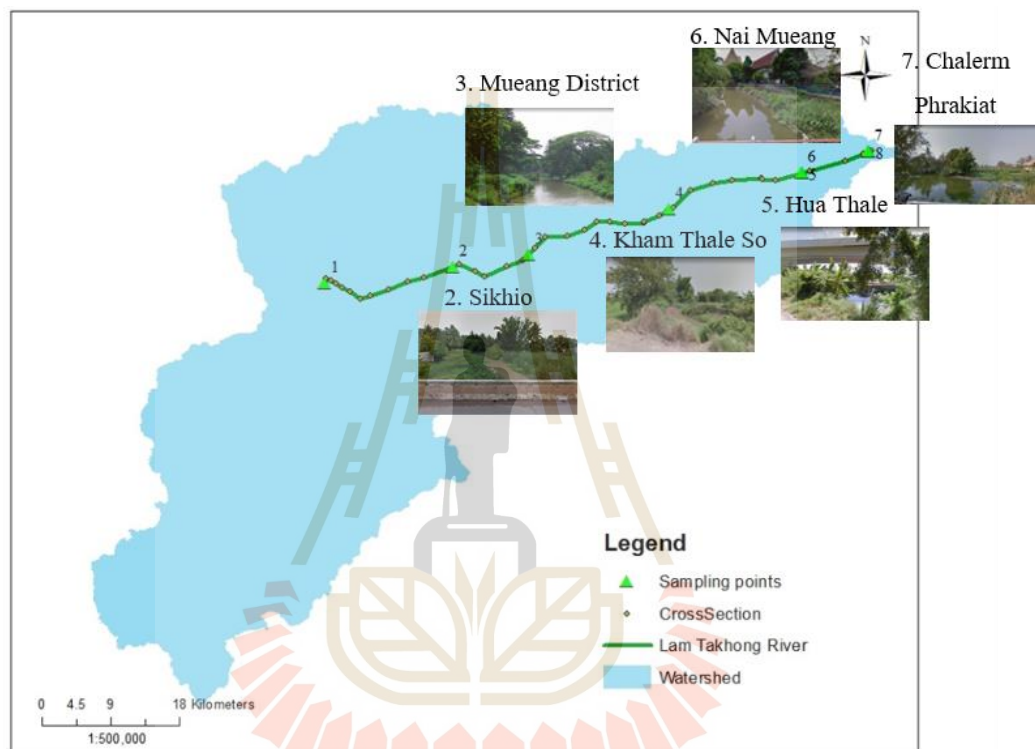 6. Nai Mueang
N
7. Chalerm
Phrakiat
3. Mueang District
7
8
6
5
5. Hua Thale
4
4. Kham Thale So
3
2
1
2. Sikhio
Legend
Sampling points
CrossSection
Lam Takhong River
Watershed
0 4.5 9 18 Kilometers
1:500,000